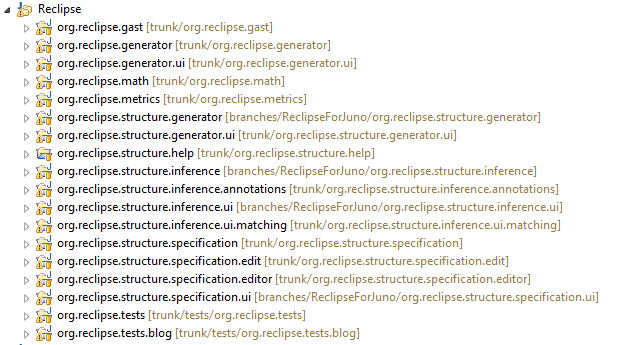 Reclipse
org.reclipse.gast [trunk/org.reclipse.gast]
org.reclipse.generator [trunk/org.reclipse.generator]
org.reclipse.generator.ui [trunk/org.reclipse.generator.ui]
org.reclipse.math [trunk/org.reclipse.math]
org.reclipse.metrics [trunk/org.reclipse.metrics]
org.reclipse.structure.generator [branches/ReclipseForJuno/org.reclipse.structure.generator]
org.reclipse.structure.generator.ui [trunk/org.reclipse.structure.generator.ui]
org.reclipse.structure.help [trunk/org.reclipse.structure.help]
org.reclipse.structure.inference [branches/ReclipseForJuno/org.reclipse.structure.inference]
org.reclipse.structure.inference.annotations [trunk/org.reclipse.structure.inference.annotations]
org.reclipse.structure.inference.ui [branches/ReclipseForJuno/org.reclipse.structure.inference.ui]
org.reclipse.structure.inference.ui.matching [trunk/org.reclipse.structure.inference.ui.matching]
org.reclipse.structure.specification [trunk/org.reclipse.structure.specification]
org.reclipse.structure.specification.edit [trunk/org.reclipse.structure.specification.edit]
org.reclipse.structure.specification.editor [trunk/org.reclipse.structure.specification.editor]
org.reclipse.structure.specification.ui [branches/ReclipseForJuno/org.reclipse.structure.specification.ui]
org.reclipse.tests [trunk/tests/org.reclipse.tests]
org.reclipse.tests.blog [trunk/tests/org.reclipse.tests.blog]